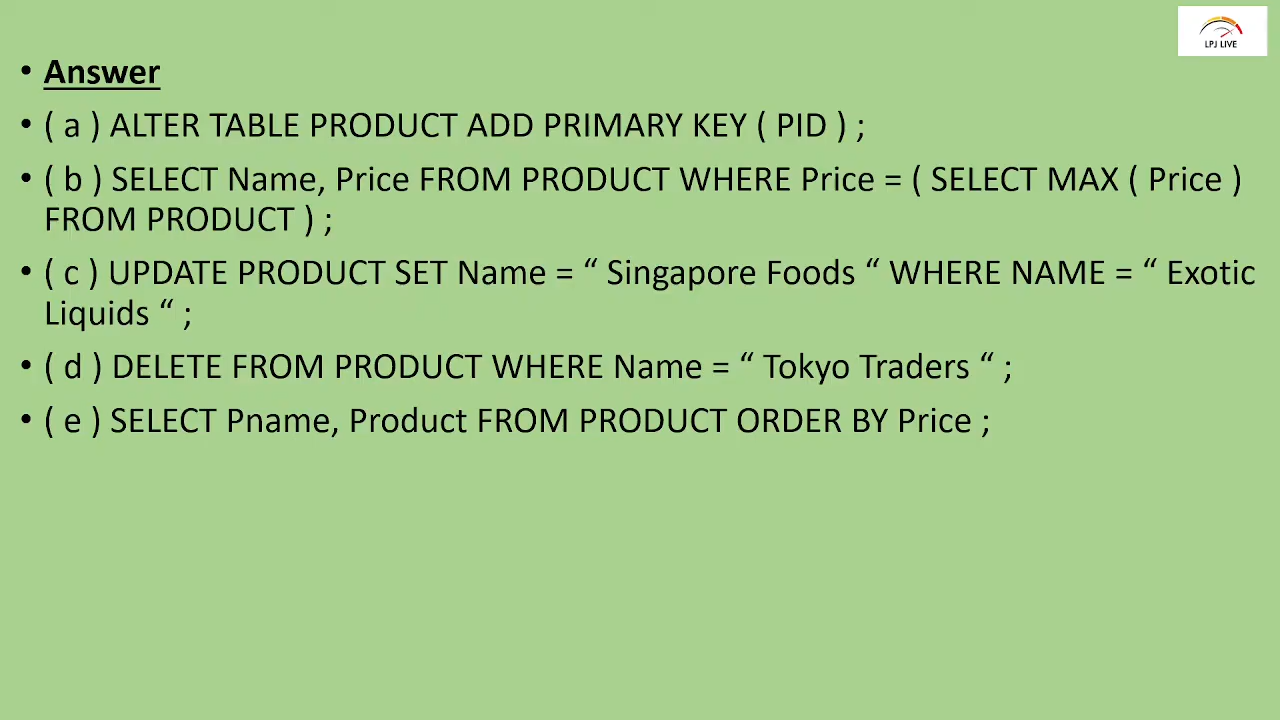 LPJ LIVE
• Answer
• ( a ) ALTER TABLE PRODUCT ADD PRIMARY KEY ( PID ) ;
• ( b ) SELECT Name, Price FROM PRODUCT WHERE Price = ( SELECT MAX ( Price )
FROM PRODUCT ) ;
• ( c ) UPDATE PRODUCT SET Name = “ Singapore Foods “ WHERE NAME = “ Exotic
Liquids “ ;
• ( d ) DELETE FROM PRODUCT WHERE Name = “ Tokyo Traders “ ;
• ( e ) SELECT Pname, Product FROM PRODUCT ORDER BY Price ;